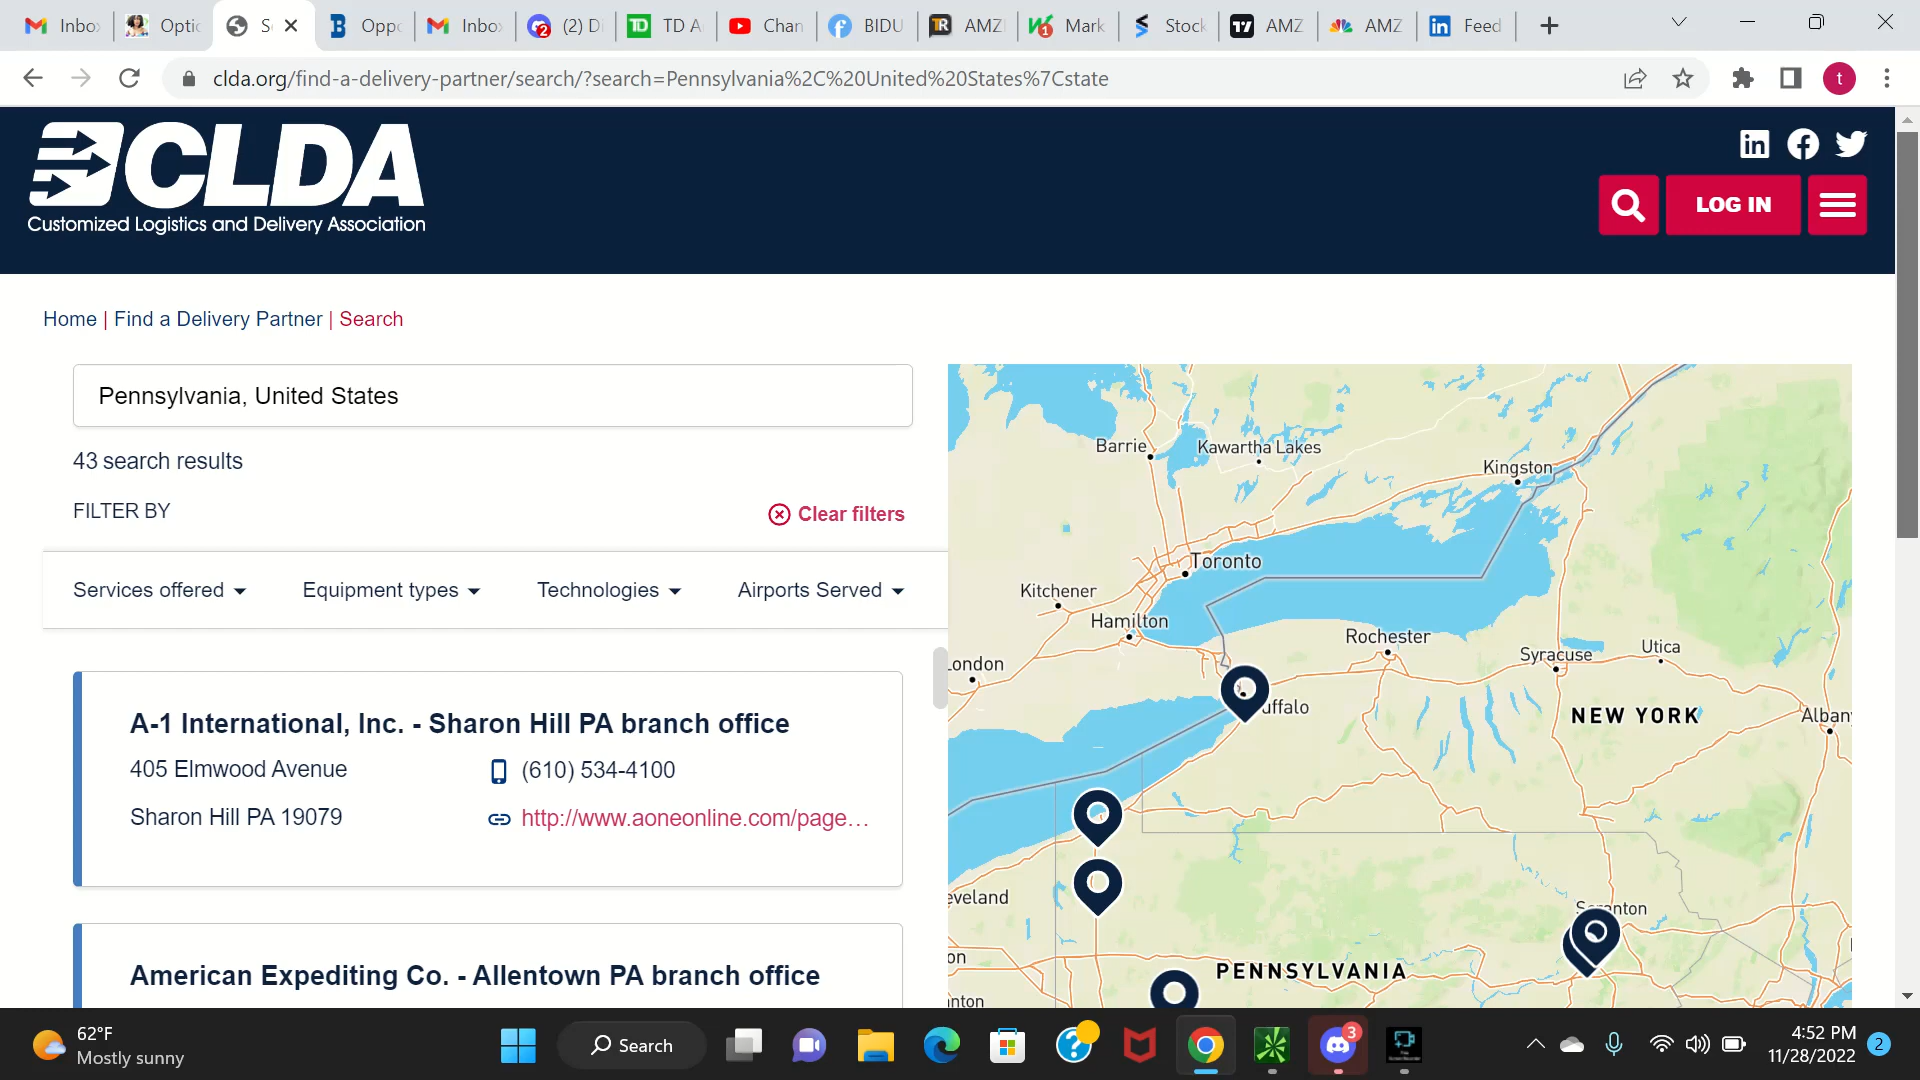 Inbo
Optic
S
Oppo
Inbo
(2) Di
TD A
Chan
BIDU
AMZ
Mark
Stock
AMZ
AMZ
Feed
clda.org/find-a-delivery-partner/search/?search=Pennsylvania%2C%20United%20States%7Cstate
t
CLDA
Customized Logistics and Delivery Association
LOG IN
Home | Find a Delivery Partner | Search
Pennsylvania, United States
43 search results
FILTER BY
Clear filters
Services offered
Equipment types
Technologies
Airports Served
A-1 International, Inc. - Sharon Hill PA branch office
405 Elmwood Avenue
(610) 534-4100
Sharon Hill PA 19079
http://www.aoneonline.com/page...
American Expediting Co. - Allentown PA branch office
Barrie
Kawartha Lakes
Kingston
Toronto
Kitchener
Hamilton
Rochester
Syracuse
Utica
London
uffalo
NEW YORK
Alban
eveland
Scranton
on
PENNSYLVANIA
nton
62°F
Mostly sunny
Search
3
4:52 PM
11/28/2022
2